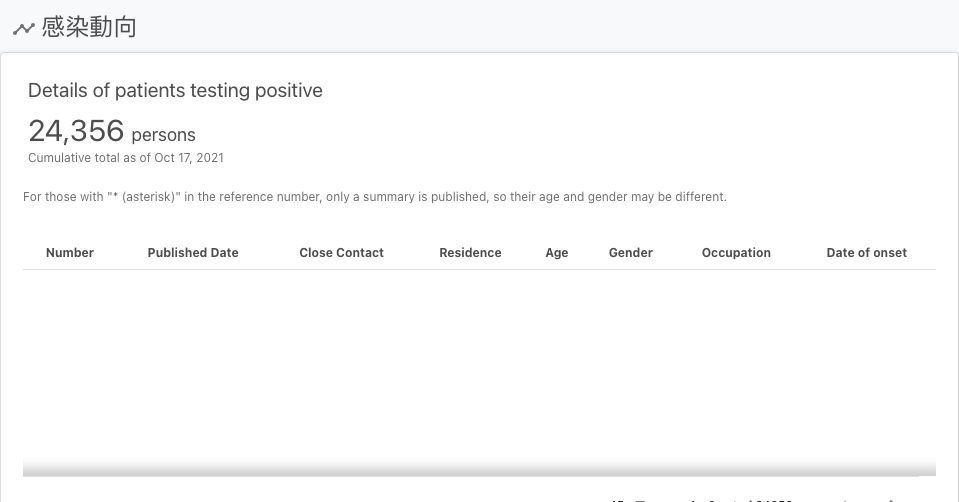 感染動向
Details of patients testing positive
24,356 persons
Cumulative total as of Oct 17, 2021
For those with "* (asterisk)" in the reference number, only a summary is published, so their age and gender may be different.
Number Published Date Close Contact Residence Age Gender Occupation Date of onset